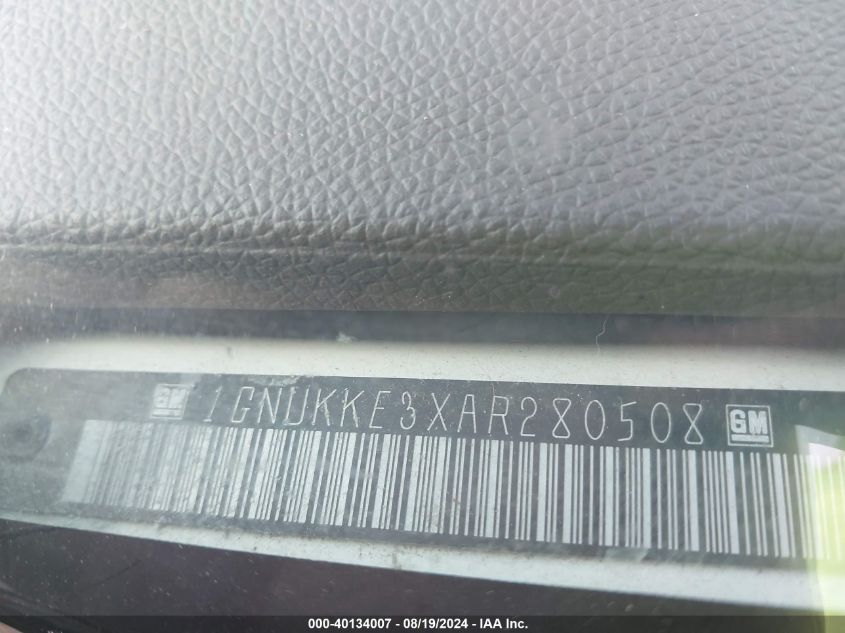 GM 1GNUKKE3XAR280508 GM
000-40134007 - 08/19/2024 - IAA Inc.